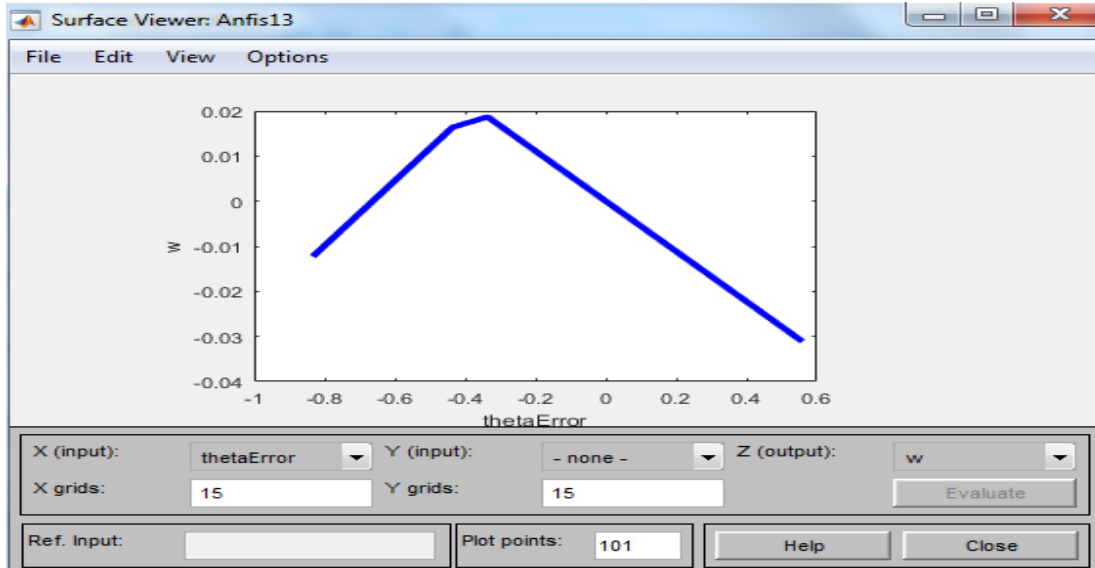 Surface Viewer: Anfis13
File Edit View Options
0.02
0.01
0
w -0.01
-0.02
-0.03
-0.04
-1 -0.8 -0.6 -0.4 -0.2 0 0.2 0.4 0.6
thetaError
X (input): thetaError Y (input): - none - Z (output): w
X grids: 15 Y grids: 15 Evaluate
Ref. Input: Plot points: 101 Help Close